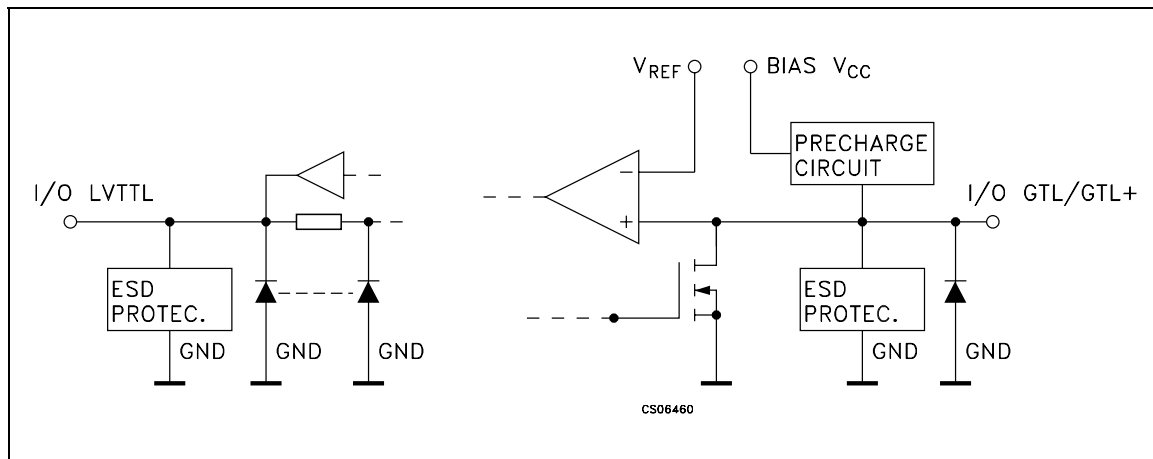 V_REF
BIAS V_CC
PRECHARGE
CIRCUIT
I/O LVTTL
−
+
I/O GTL/GTL+
ESD
PROTEC.
ESD
PROTEC.
GND
GND
GND
GND
GND
CS06460